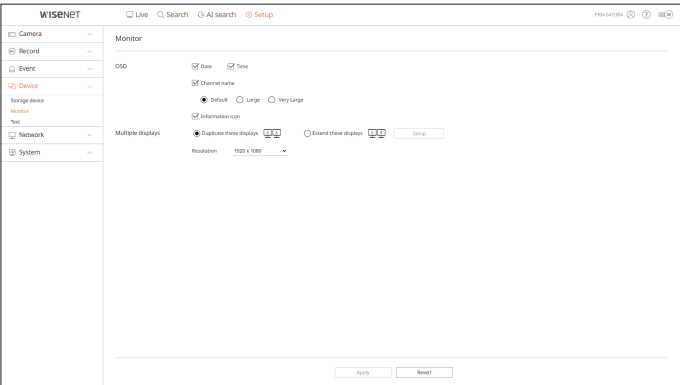 WISENET
Live Search AI search Setup
PRN-6410DB4 ? W
Camera
Record
Event
Device
Storage device
Monitor
Text
Network
System
Monitor
OSD Date Time
Channel name
Default Large Very Large
Information icon
Multiple displays Duplicate these displays Extend these displays Setup
Resolution 1920 x 1080
Apply Revert